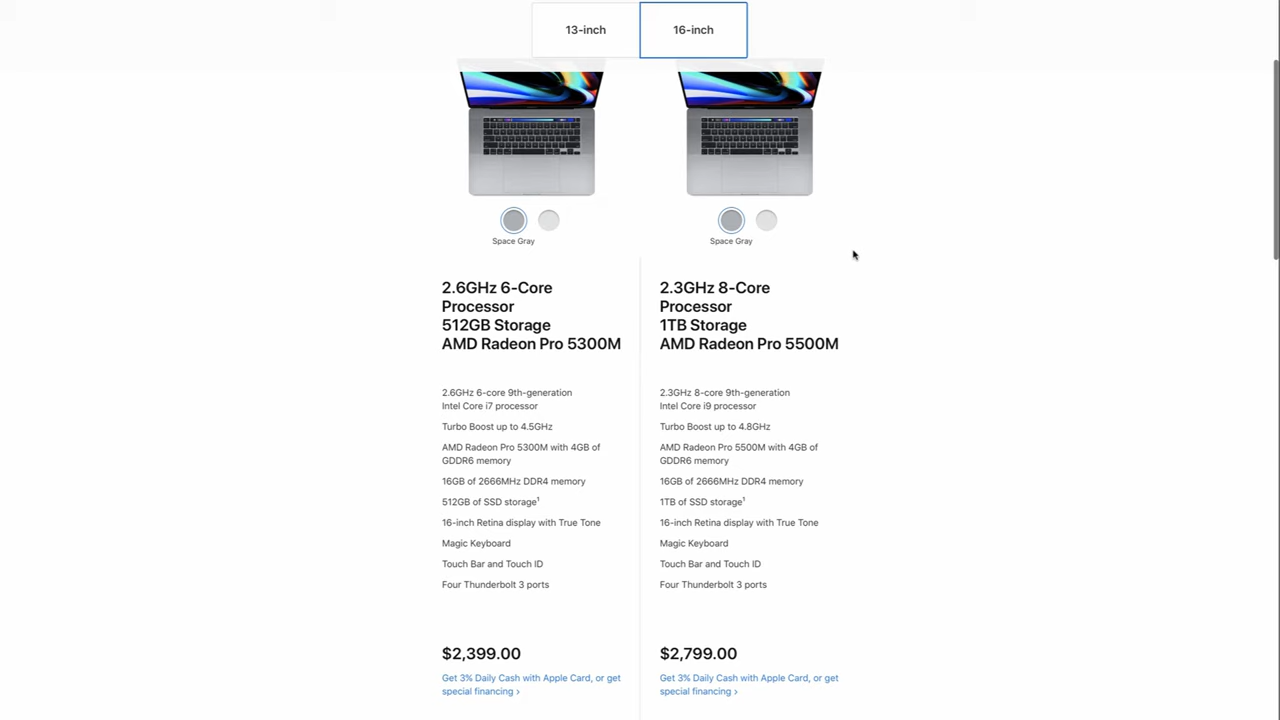 13-inch
16-inch
Space Gray
2.6GHz 6-Core
Processor
512GB Storage
AMD Radeon Pro 5300M
2.6GHz 6-core 9th-generation
Intel Core i7 processor
Turbo Boost up to 4.5GHz
AMD Radeon Pro 5300M with 4GB of
GDDR6 memory
16GB of 2666MHz DDR4 memory
512GB of SSD storage¹
16-inch Retina display with True Tone
Magic Keyboard
Touch Bar and Touch ID
Four Thunderbolt 3 ports
$2,399.00
Get 3% Daily Cash with Apple Card, or get
special financing ›
Space Gray
2.3GHz 8-Core
Processor
1TB Storage
AMD Radeon Pro 5500M
2.3GHz 8-core 9th-generation
Intel Core i9 processor
Turbo Boost up to 4.8GHz
AMD Radeon Pro 5500M with 4GB of
GDDR6 memory
16GB of 2666MHz DDR4 memory
1TB of SSD storage¹
16-inch Retina display with True Tone
Magic Keyboard
Touch Bar and Touch ID
Four Thunderbolt 3 ports
$2,799.00
Get 3% Daily Cash with Apple Card, or get
special financing ›